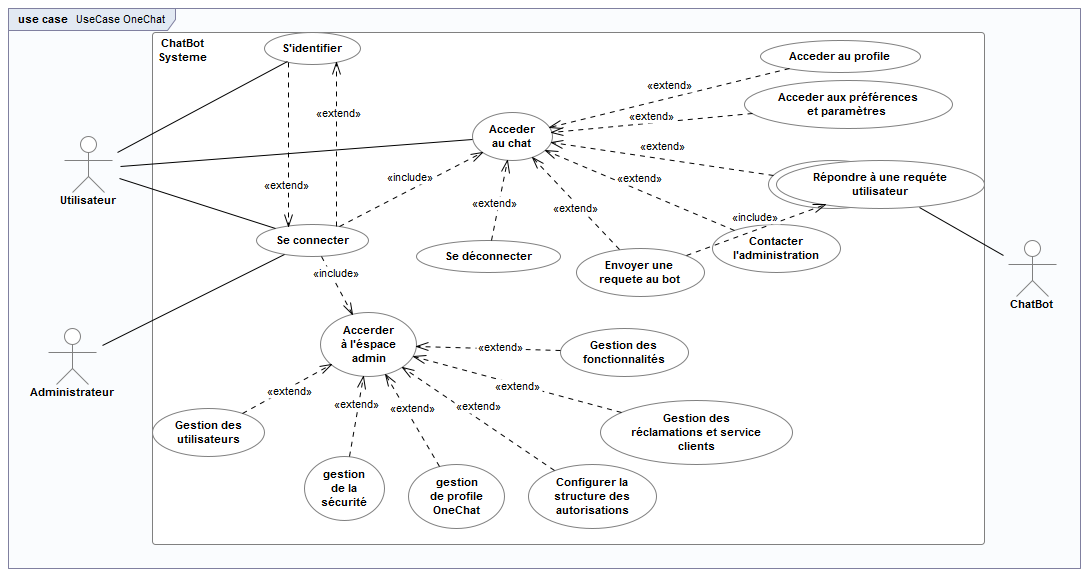 use case UseCase OneChat
ChatBot
Systeme
S'identifier
Acceder au profile
«extend»
Acceder aux préférences
et paramètres
«extend»
«extend»
Acceder
au chat
«extend»
Répondre à une requéte
utilisateur
Utilisateur
«include»
«extend»
«extend»
«extend»
«extend»
«include»
Se connecter
Se déconnecter
Contacter
l'administration
Envoyer une
requete au bot
«include»
ChatBot
Accerder
à l'éspace
admin
Administrateur
«extend»
Gestion des
fonctionnalités
«extend»
«extend»
«extend»
«extend»
«extend»
Gestion des
utilisateurs
Gestion des
réclamations et service
clients
gestion
de la
sécurité
gestion
de profile
OneChat
Configurer la
structure des
autorisations